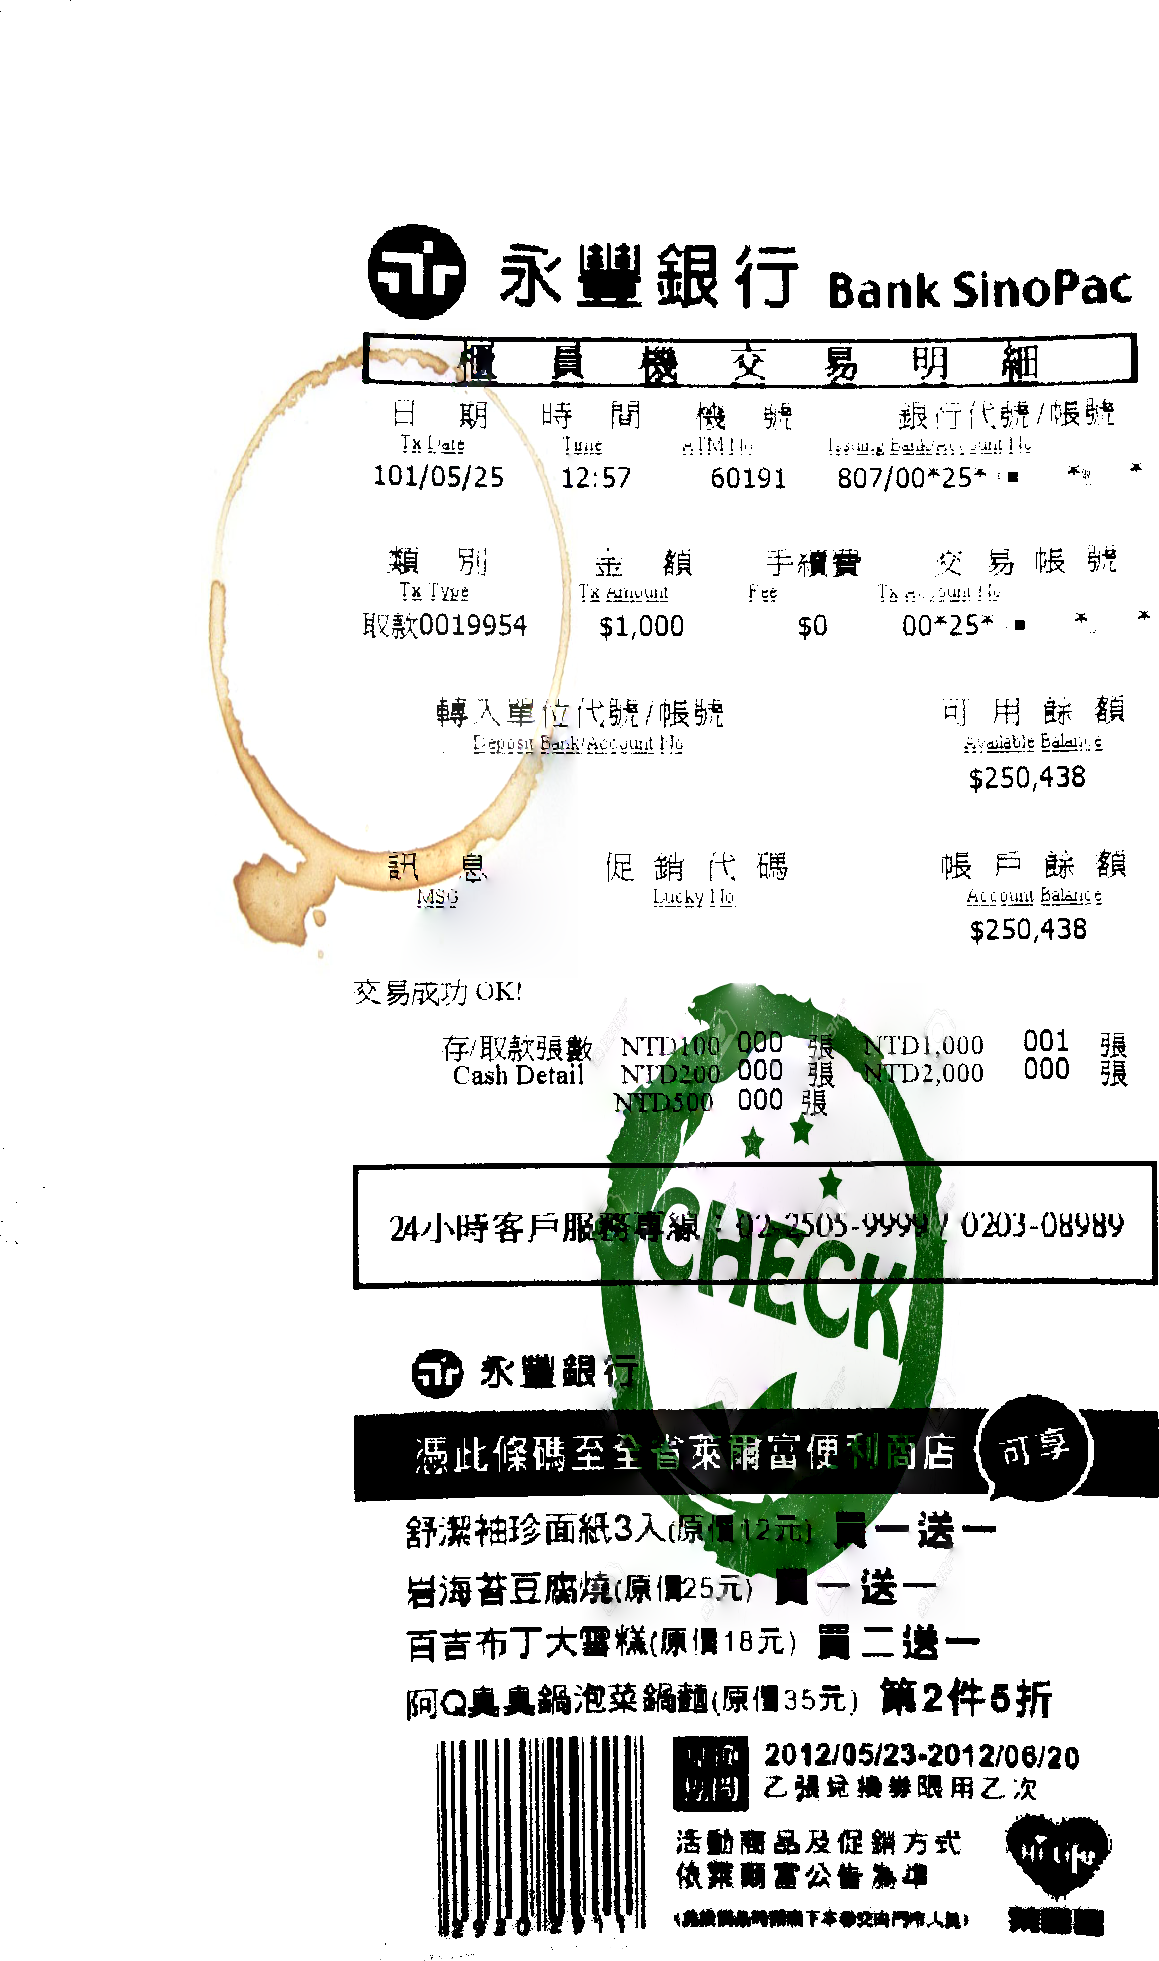 永豐銀行 Bank SinoPac
櫃員機交易明細
日期 時間 機號 銀行代號/帳號
Tx Date Time ATM No Issuing Bank/Account No
101/05/25 12:57 60191 807/00*25* * *
類別 金額 手續費 交易帳號
Tx Type Tx Amount Fee Tx Account No
取款0019954 $1,000 $0 00*25* * *
轉入單位代號/帳號 可用餘額
Deposit Bank/Account No Available Balance
$250,438
訊息 促銷代碼 帳戶餘額
MSG Lucky No Account Balance
$250,438
交易成功 OK!
存/取款張數 NTD100 000 張 NTD1,000 001 張
Cash Detail NTD200 000 張 NTD2,000 000 張
NTD500 000 張
24小時客戶服務專線：02-2505-9999 / 0203-08989
CHECK
永豐銀行
憑此條碼至全省萊爾富便利商店 可享
舒潔袖珍面紙3入(原價12元) 買一送一
岩海苔豆腐燒(原價25元) 買一送一
百吉布丁大雪糕(原價18元) 買二送一
阿Q臭臭鍋泡菜鍋麵(原價35元) 第2件5折
2012/05/23-2012/06/20
乙張兌換券限用乙次
活動商品及促銷方式
依萊爾富公告為準
Hi-Life